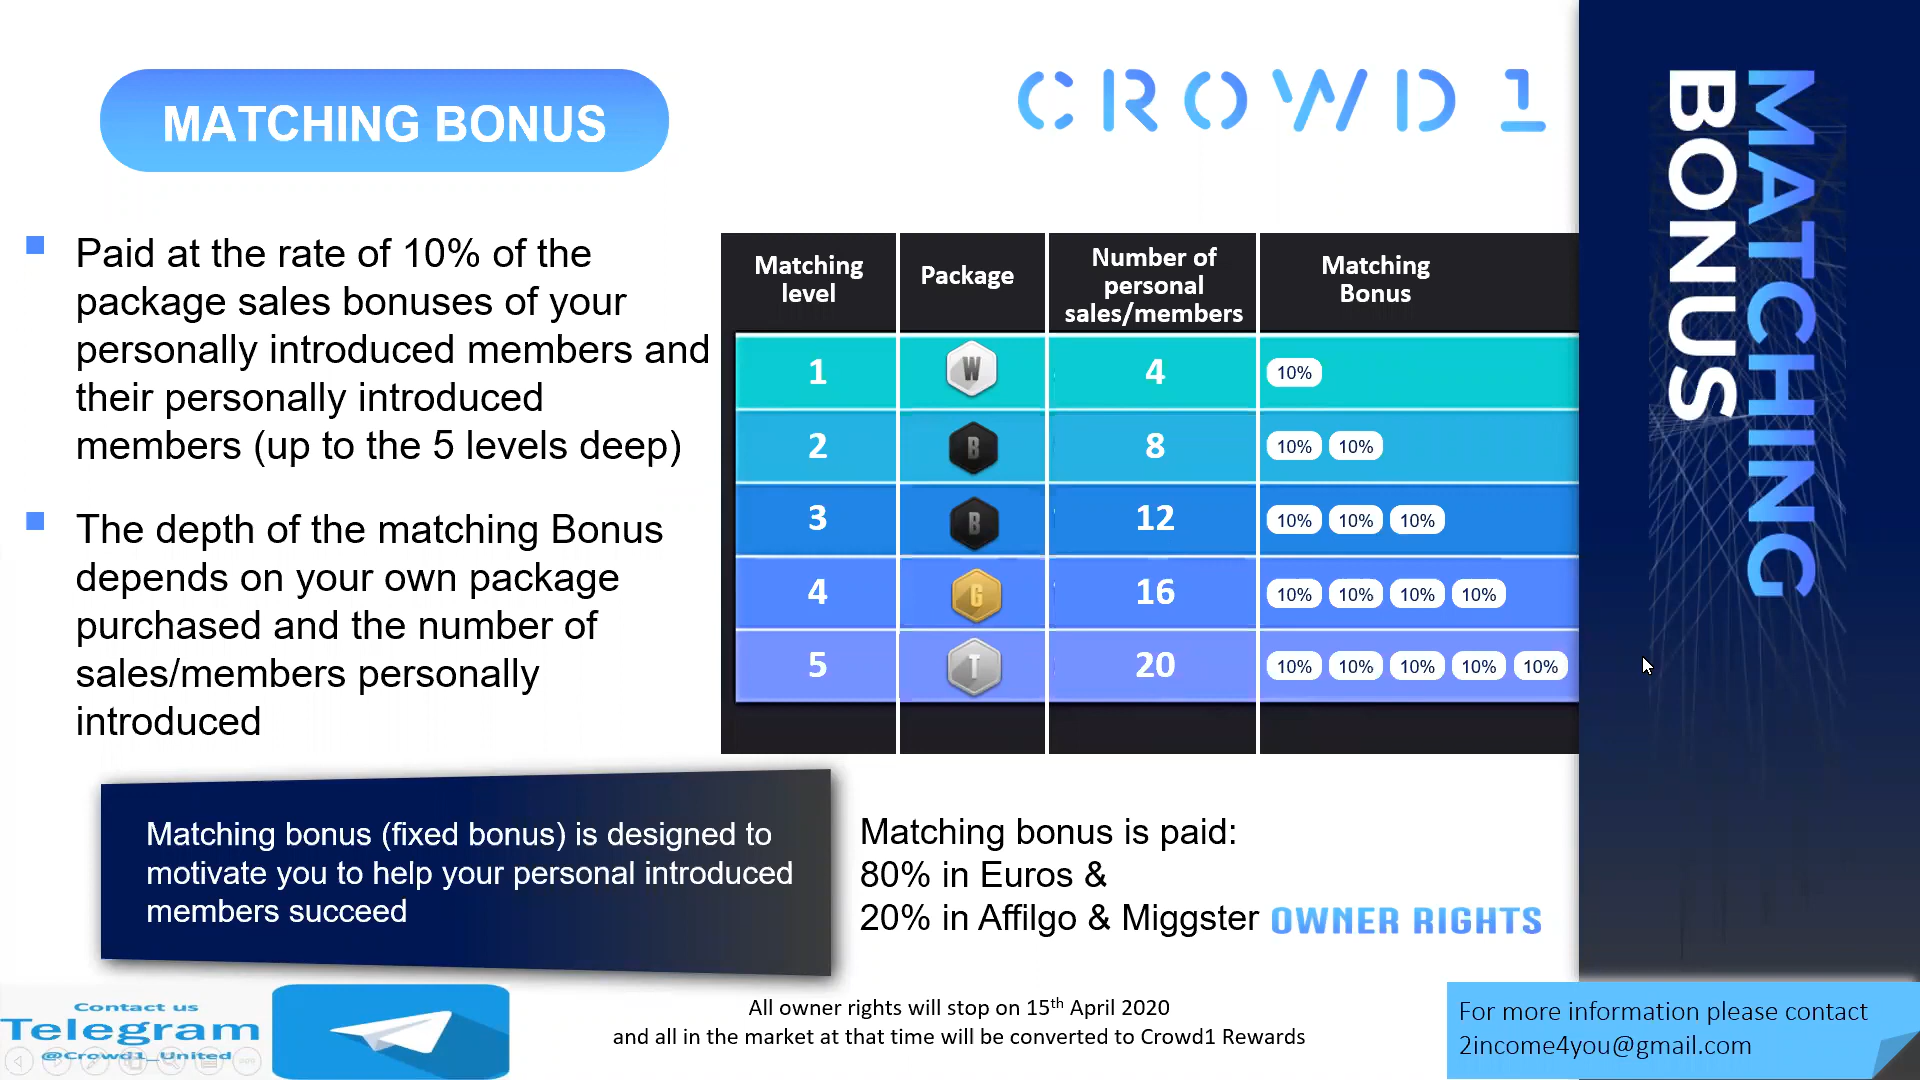 MATCHING BONUS
CROWD1
Paid at the rate of 10% of the
package sales bonuses of your
personally introduced members and
their personally introduced
members (up to the 5 levels deep)
The depth of the matching Bonus
depends on your own package
purchased and the number of
sales/members personally
introduced
Matching level
Package
Number of personal sales/members
Matching Bonus
1 W 4 10%
2 B 8 10% 10%
3 B 12 10% 10% 10%
4 G 16 10% 10% 10% 10%
5 T 20 10% 10% 10% 10% 10%
MATCHING
BONUS
Matching bonus (fixed bonus) is designed to
motivate you to help your personal introduced
members succeed
Matching bonus is paid:
80% in Euros &
20% in Affilgo & Miggster OWNER RIGHTS
Contact us
Telegram
@Crowd1_United
All owner rights will stop on 15th April 2020
and all in the market at that time will be converted to Crowd1 Rewards
For more information please contact
2income4you@gmail.com